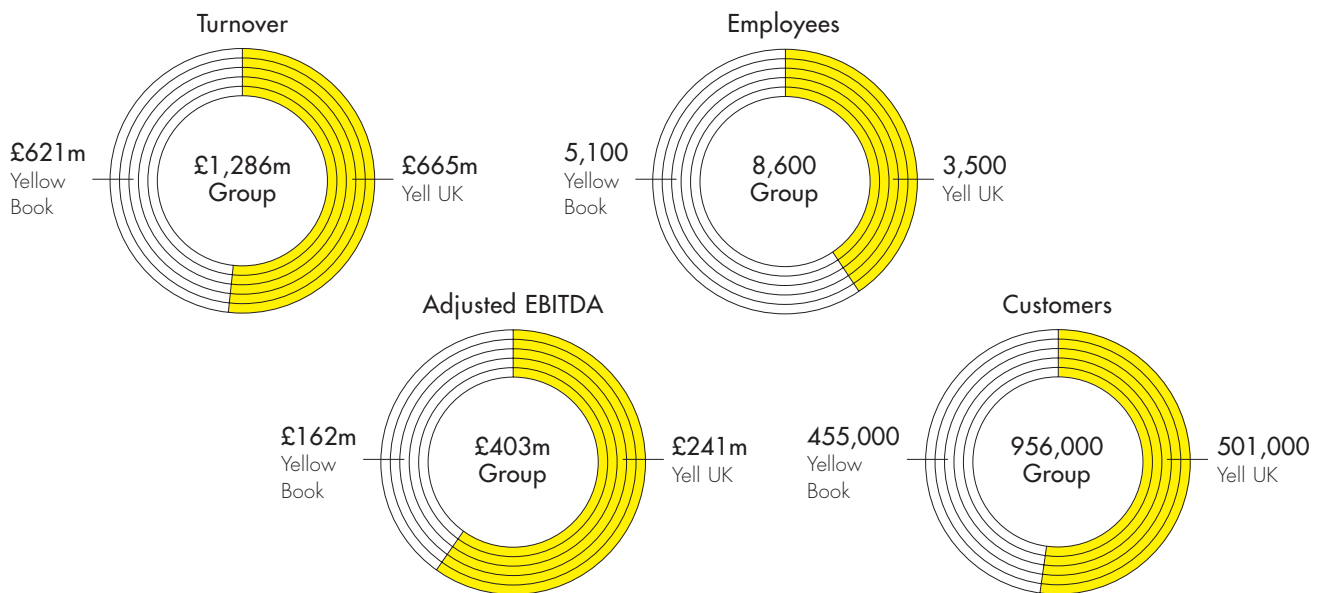 Turnover
£621m
Yellow
Book
£1,286m
Group
£665m
Yell UK
Employees
5,100
Yellow
Book
8,600
Group
3,500
Yell UK
Adjusted EBITDA
£162m
Yellow
Book
£403m
Group
£241m
Yell UK
Customers
455,000
Yellow
Book
956,000
Group
501,000
Yell UK